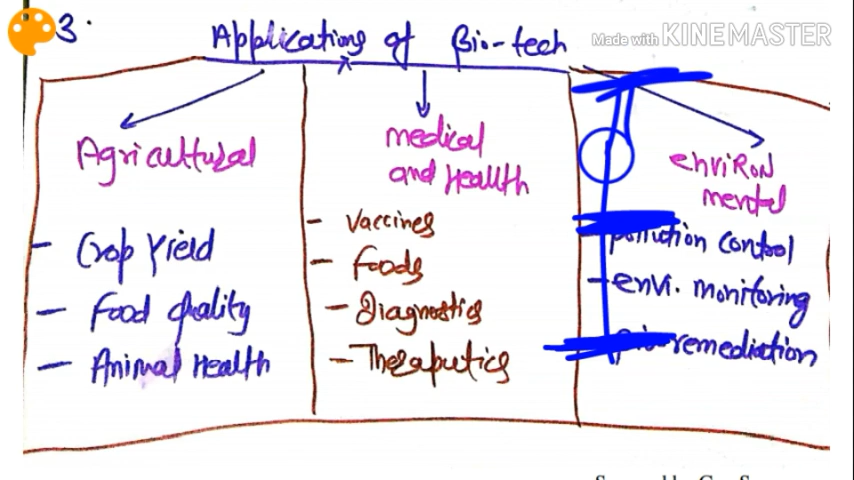 3.
Applications of Bio-tech
Made with KINEMASTER
Agricultural
- Crop Yield
- Food quality
- Animal Health
medical
and Health
- Vaccines
- Foods
- Diagnostics
- Theraputics
enviRoN
mental
pollution control
- envi. monitoring
remediation